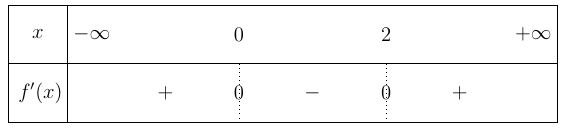 x −∞ 0 2 +∞
f′(x) + 0 − 0 +